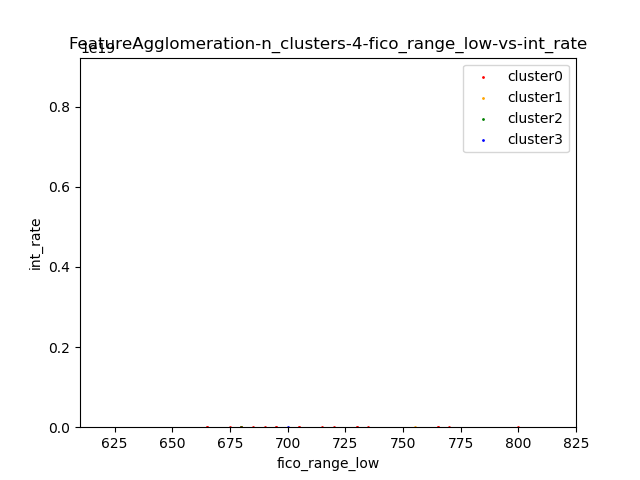 FeatureAgglomeration-n_clusters-4-fico_range_low-vs-int_rate
1e19
cluster0
cluster1
cluster2
cluster3
0.8
0.6
0.4
0.2
0.0
int_rate
625 650 675 700 725 750 775 800 825
fico_range_low